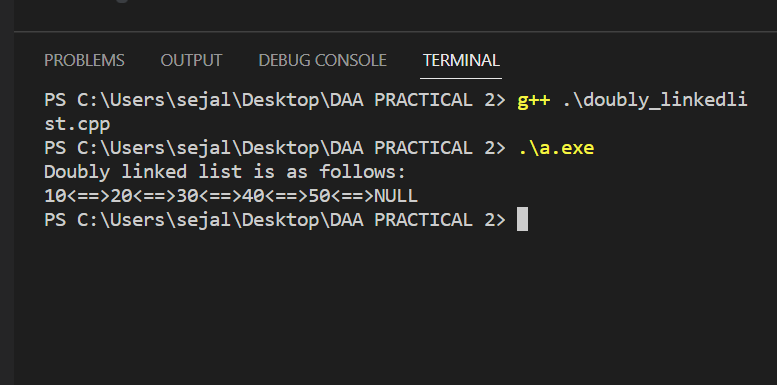 PROBLEMS OUTPUT DEBUG CONSOLE TERMINAL
PS C:\Users\sejal\Desktop\DAA PRACTICAL 2> g++ .\doubly_linkedli
st.cpp
PS C:\Users\sejal\Desktop\DAA PRACTICAL 2> .\a.exe
Doubly linked list is as follows:
10<==>20<==>30<==>40<==>50<==>NULL
PS C:\Users\sejal\Desktop\DAA PRACTICAL 2>